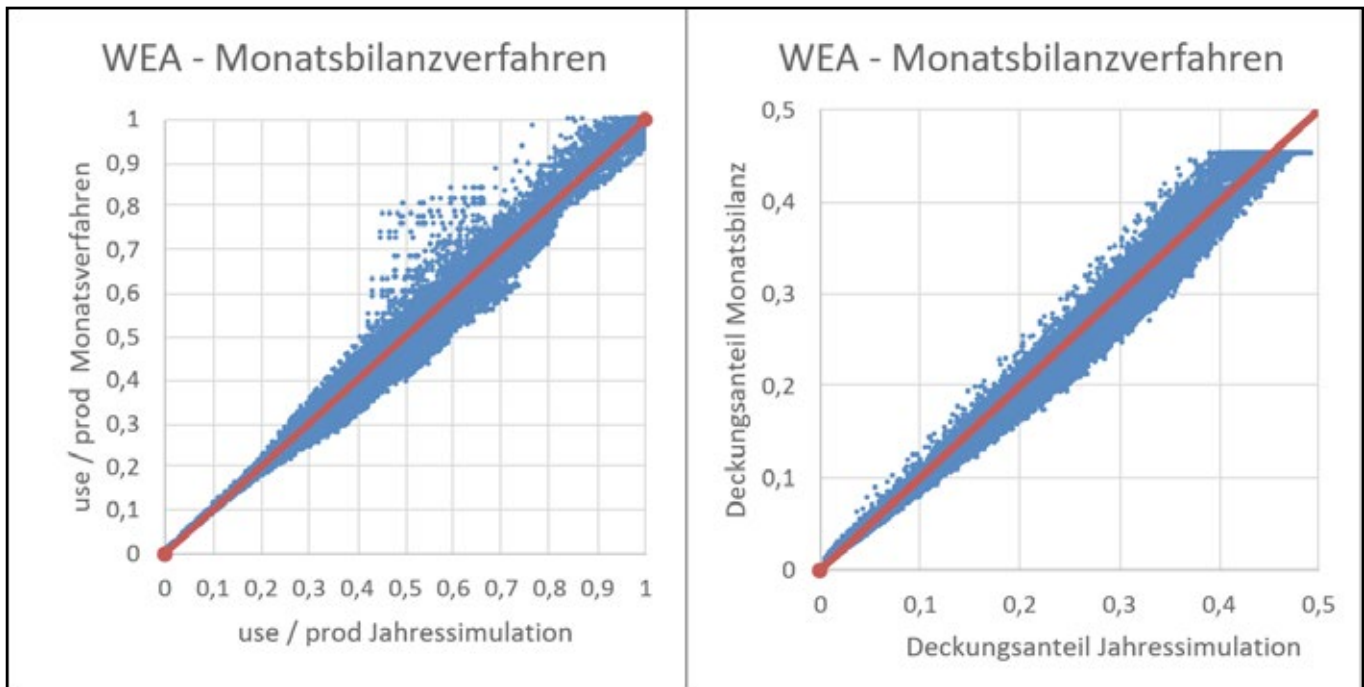 WEA - Monatsbilanzverfahren
use / prod Monatsverfahren
1
0,9
0,8
0,7
0,6
0,5
0,4
0,3
0,2
0,1
0
0 0,1 0,2 0,3 0,4 0,5 0,6 0,7 0,8 0,9 1
use / prod Jahressimulation
WEA - Monatsbilanzverfahren
Deckungsanteil Monatsbilanz
0,5
0,4
0,3
0,2
0,1
0
0 0,1 0,2 0,3 0,4 0,5
Deckungsanteil Jahressimulation